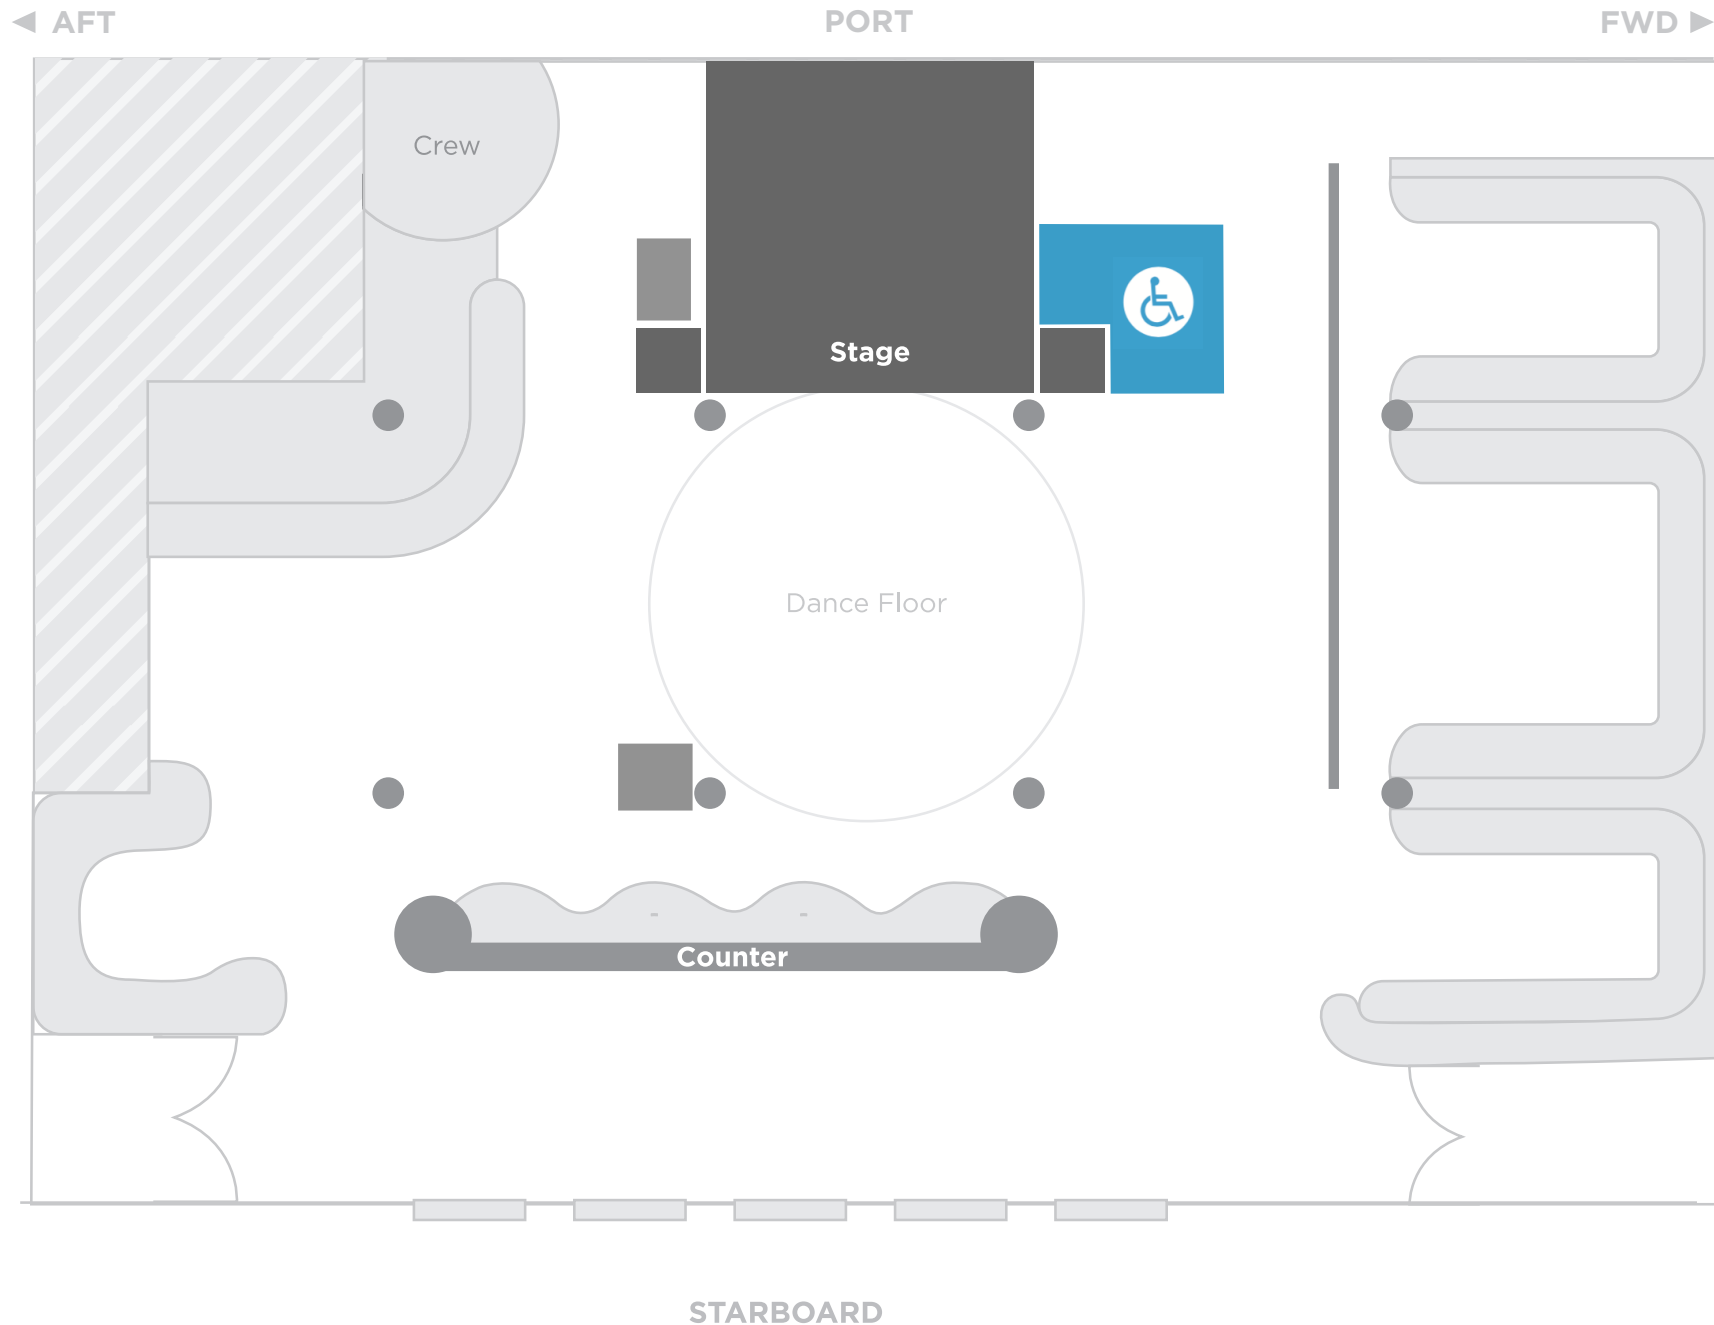 ◀ AFT
PORT
FWD ▶
Crew
Stage
Dance Floor
Counter
STARBOARD